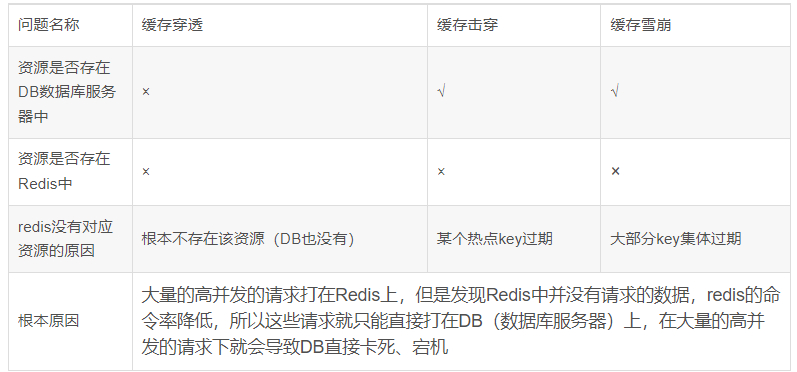 问题名称 缓存穿透 缓存击穿 缓存雪崩
资源是否存在
DB数据库服务
器中
× √ √
资源是否存在
Redis中
× × ×
redis没有对应
资源的原因
根本不存在该资源（DB也没有） 某个热点key过期 大部分key集体过期
根本原因
大量的高并发的请求打在Redis上，但是发现Redis中并没有请求的数据，redis的命
令率降低，所以这些请求就只能直接打在DB（数据库服务器）上，在大量的高并
发的请求下就会导致DB直接卡死、宕机